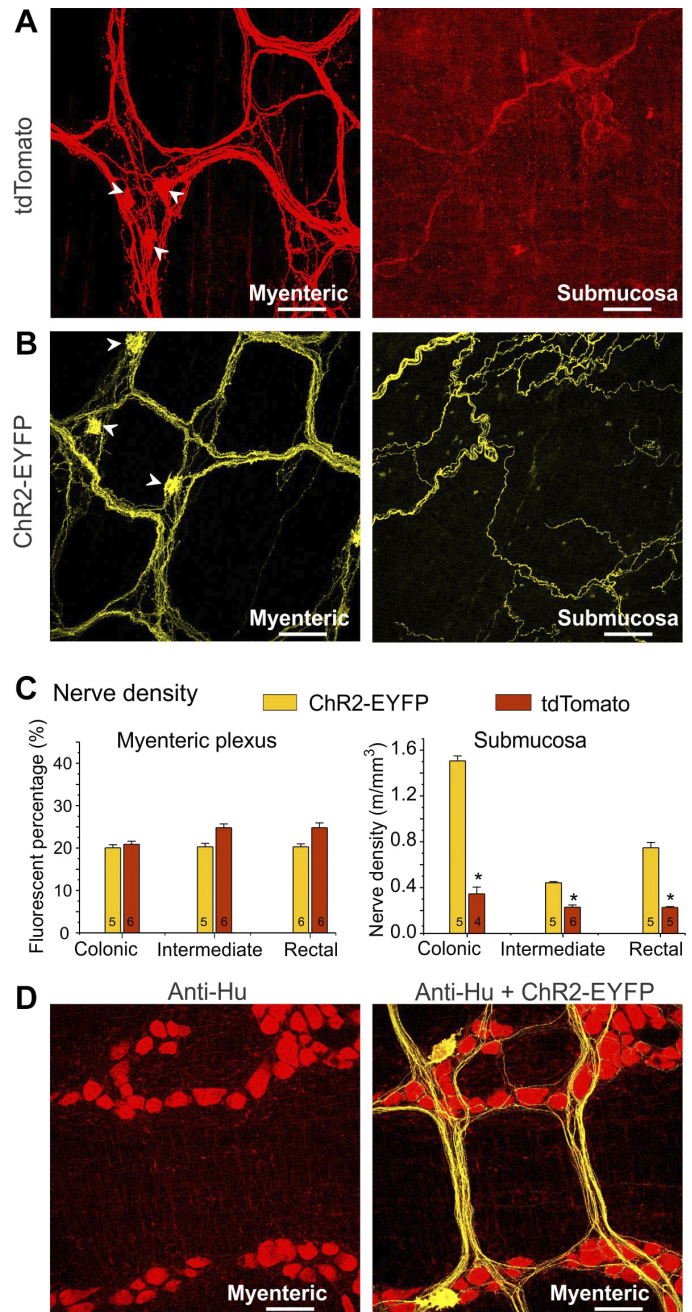 A
tdTomato
Myenteric
Submucosa
B
ChR2-EYFP
Myenteric
Submucosa
C Nerve density
ChR2-EYFP
tdTomato
Myenteric plexus
Fluorescent percentage (%)
40
30
20
10
0
5 6 5 6 6 6
Colonic Intermediate Rectal
Submucosa
Nerve density (m/mm³)
1.6
1.2
0.8
0.4
0.0
* * *
5 4 5 6 5 5
Colonic Intermediate Rectal
D
Anti-Hu
Anti-Hu + ChR2-EYFP
Myenteric
Myenteric